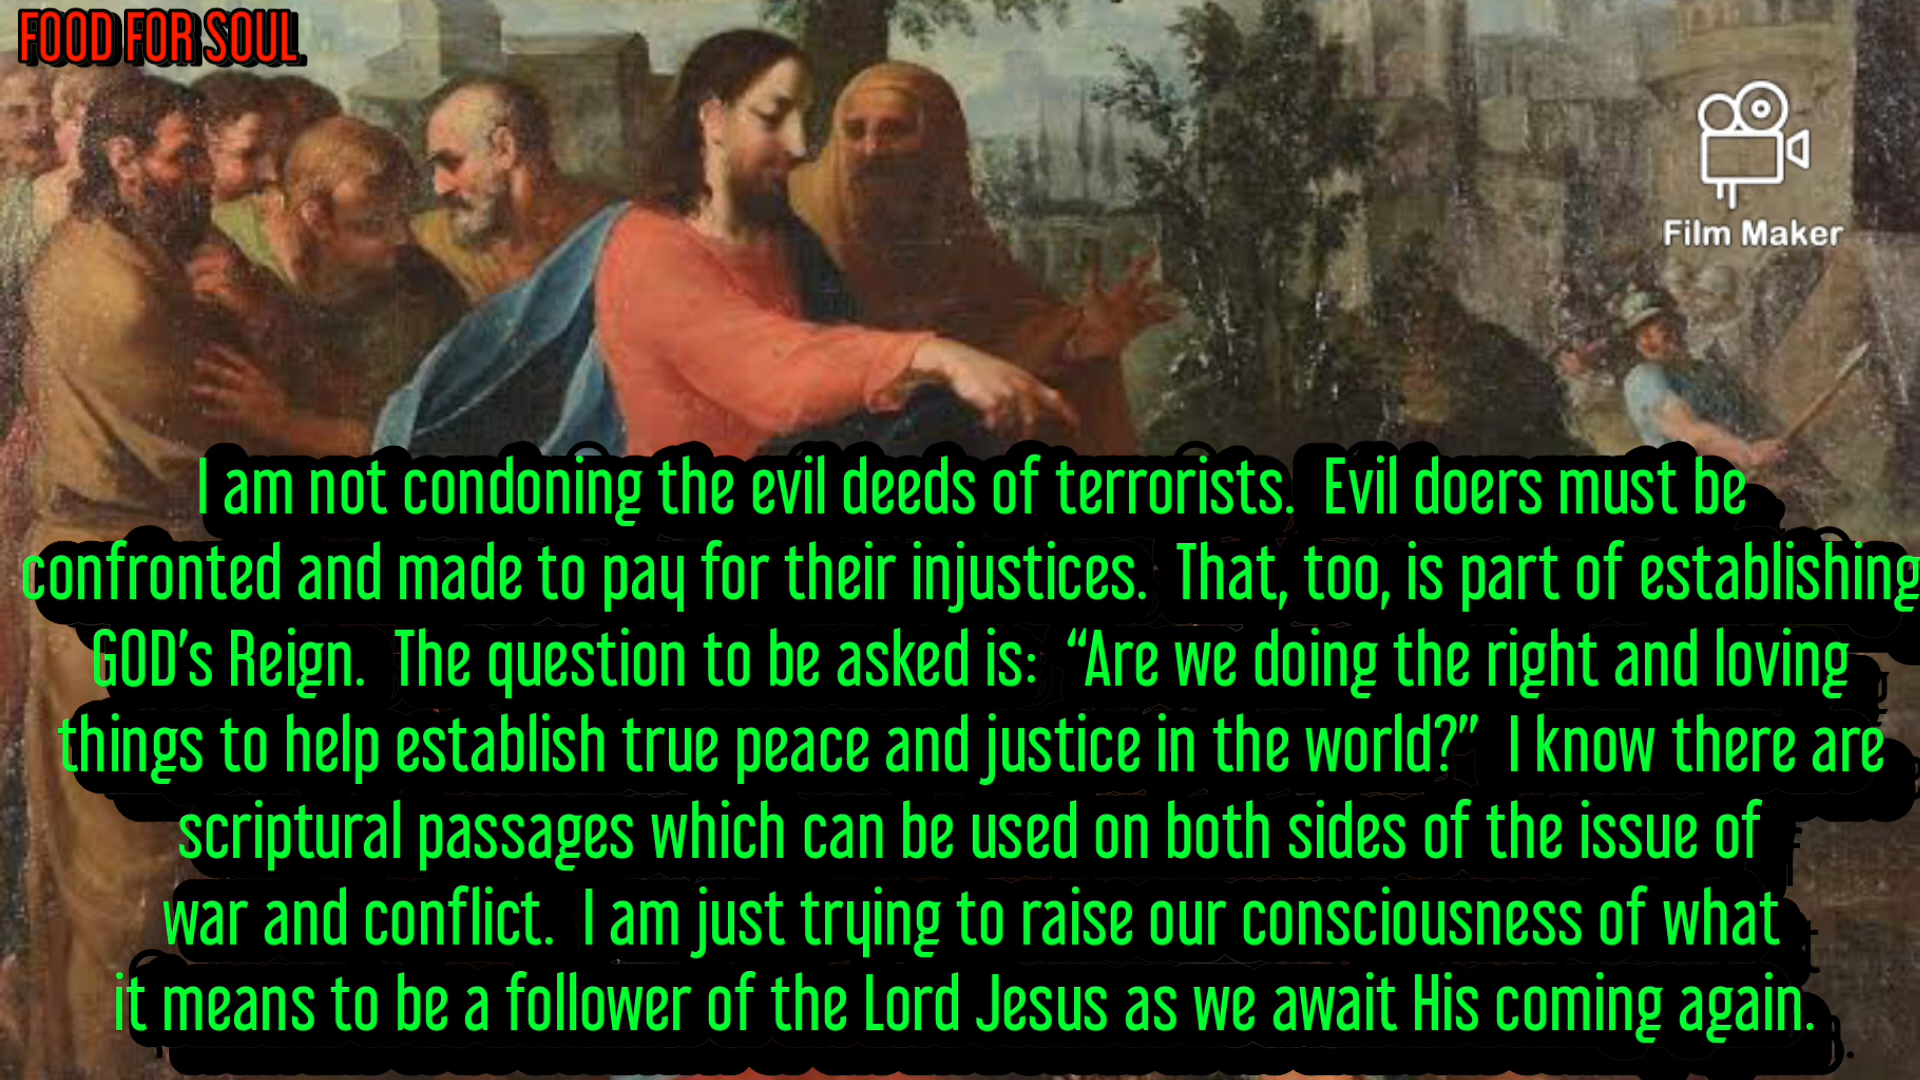 FOOD FOR SOUL
Film Maker
I am not condoning the evil deeds of terrorists.  Evil doers must be
confronted and made to pay for their injustices.  That, too, is part of establishing
GOD's Reign.  The question to be asked is:  “Are we doing the right and loving
things to help establish true peace and justice in the world?”  I know there are
scriptural passages which can be used on both sides of the issue of
war and conflict.  I am just trying to raise our consciousness of what
it means to be a follower of the Lord Jesus as we await His coming again.